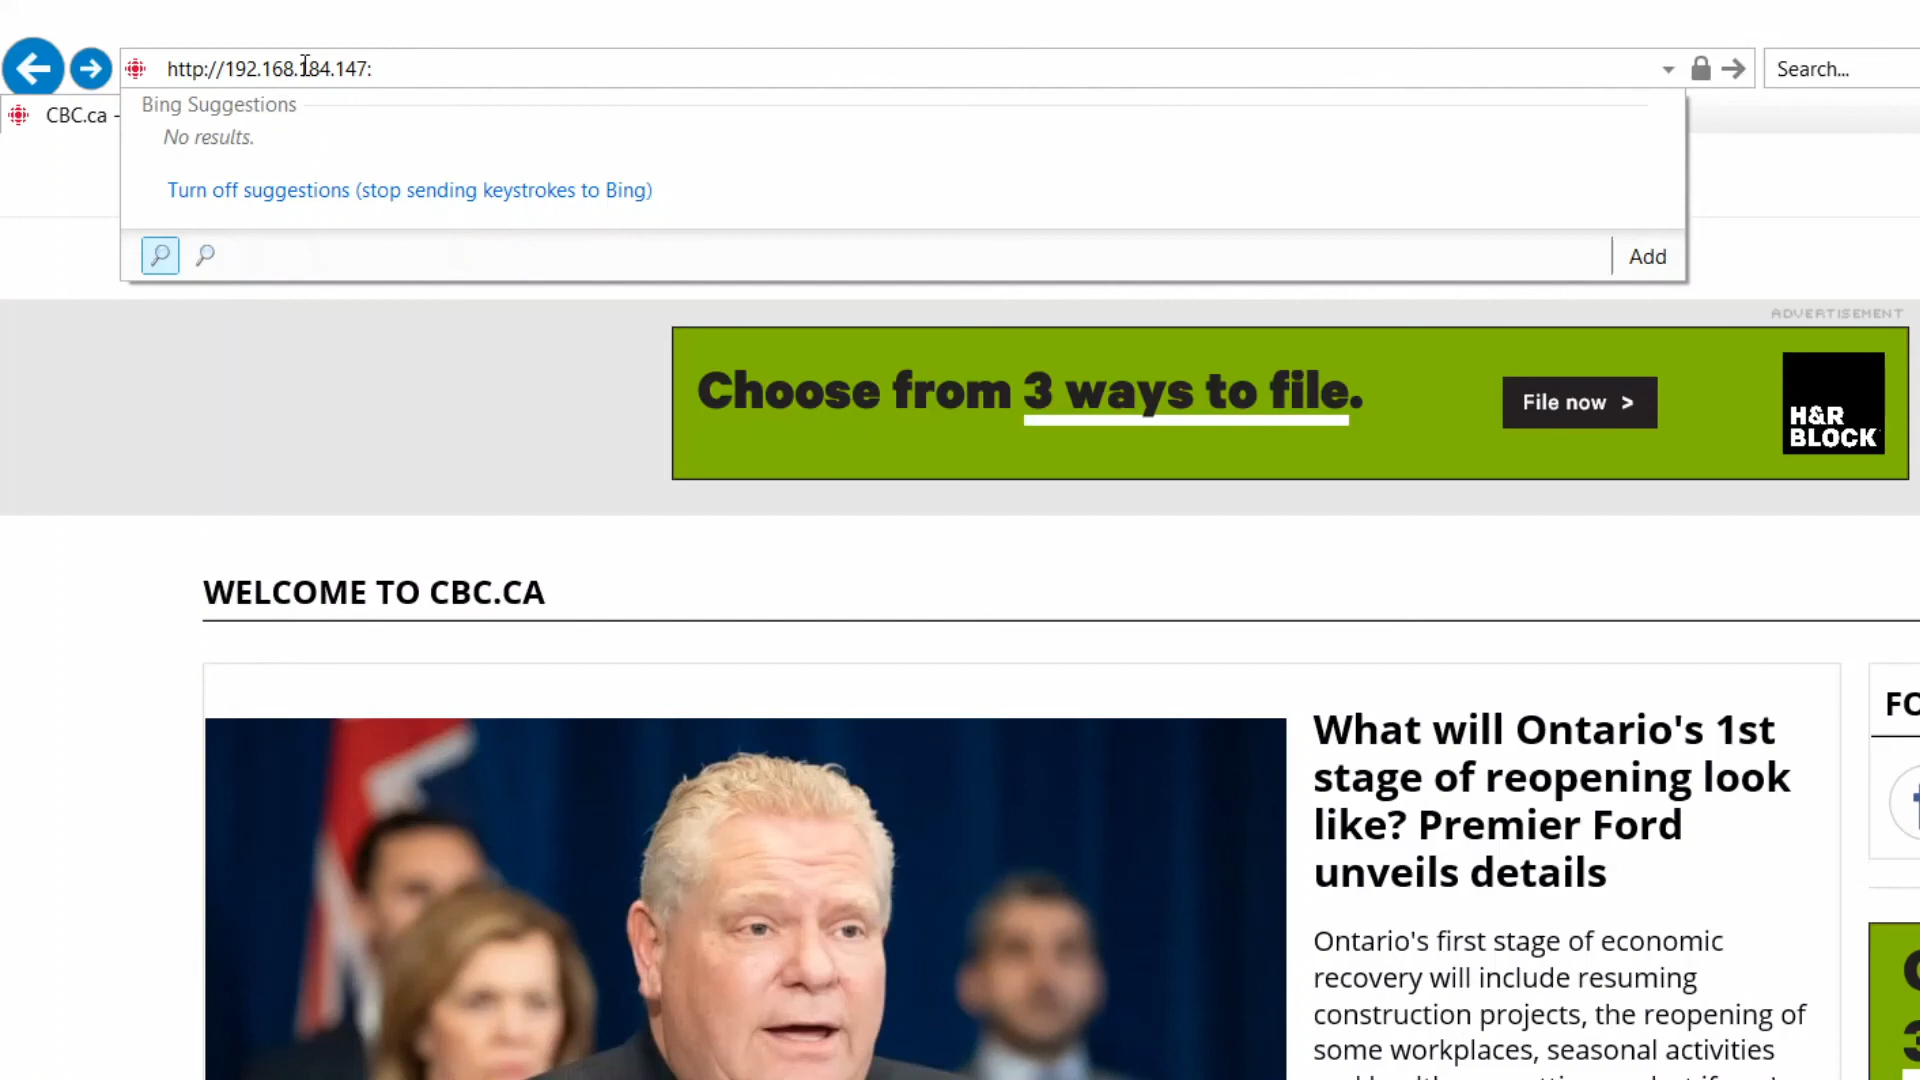 http://192.168.184.147:
Search...
CBC.ca -
Bing Suggestions
No results.
Turn off suggestions (stop sending keystrokes to Bing)
Add
ADVERTISEMENT
Choose from 3 ways to file.
File now >
H&R
BLOCK
WELCOME TO CBC.CA
What will Ontario's 1st
stage of reopening look
like? Premier Ford
unveils details
FO
Ontario's first stage of economic
recovery will include resuming
construction projects, the reopening of
some workplaces, seasonal activities